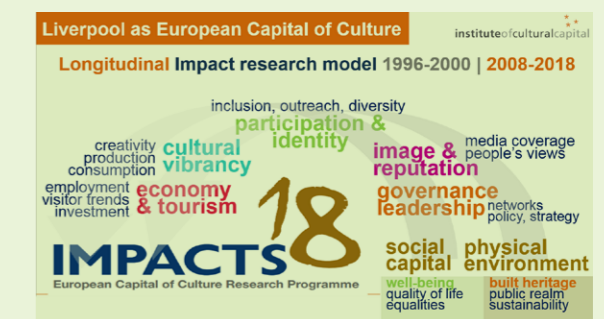 Liverpool as European Capital of Culture
instituteofculturalcapital
Longitudinal Impact research model 1996-2000 | 2008-2018
inclusion, outreach, diversity
participation &
identity
creativity
production
consumption
cultural
vibrancy
image &
reputation
media coverage
people's views
employment
visitor trends
investment
economy
& tourism
governance
leadership
networks
policy, strategy
IMPACTS 18
European Capital of Culture Research Programme
social
capital
well-being
quality of life
equalities
physical
environment
built heritage
public realm
sustainability